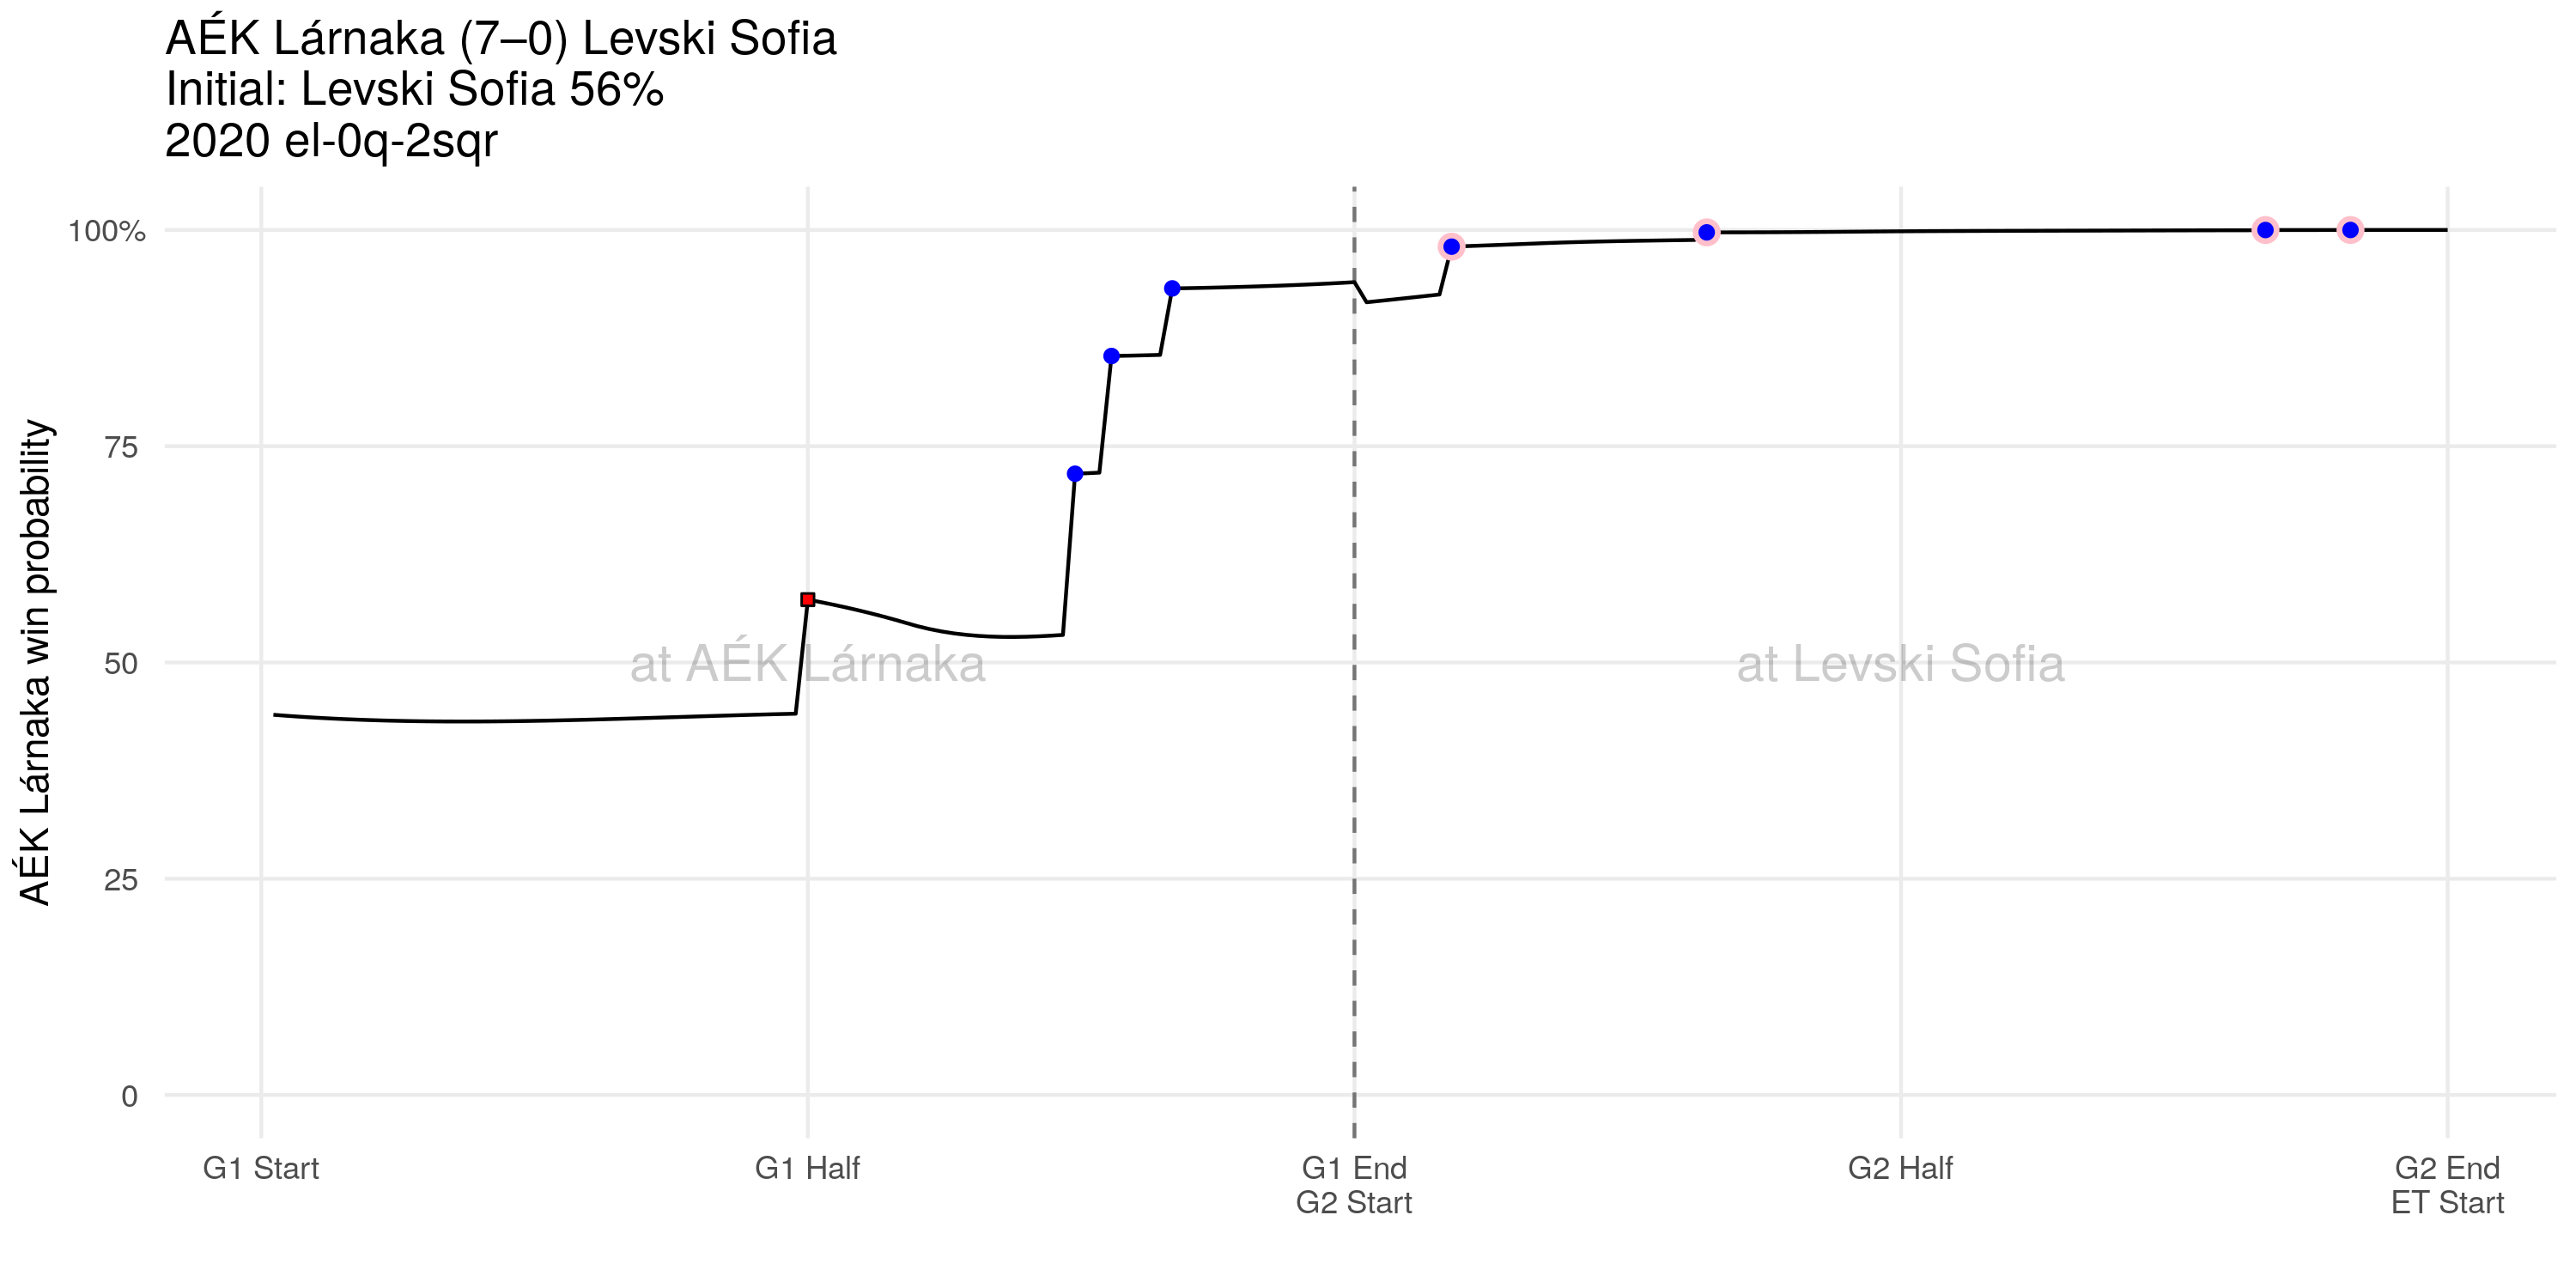 AÉK Lárnaka (7–0) Levski Sofia
Initial: Levski Sofia 56%
2020 el-0q-2sqr
AÉK Lárnaka win probability
100%
75
50
25
0
at AÉK Lárnaka
at Levski Sofia
G1 Start
G1 Half
G1 End
G2 Start
G2 Half
G2 End
ET Start